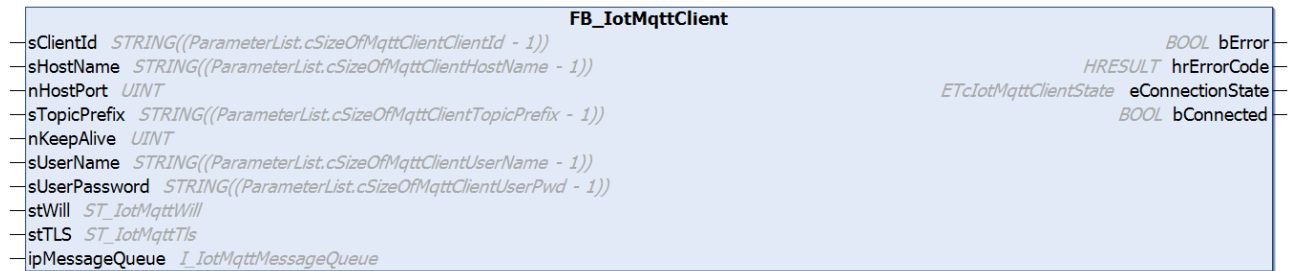 FB_IotMqttClient
sClientId STRING((ParameterList.cSizeOfMqttClientClientId - 1)) BOOL bError
sHostName STRING((ParameterList.cSizeOfMqttClientHostName - 1)) HRESULT hrErrorCode
nHostPort UINT ETcIotMqttClientState eConnectionState
sTopicPrefix STRING((ParameterList.cSizeOfMqttClientTopicPrefix - 1)) BOOL bConnected
nKeepAlive UINT
sUserName STRING((ParameterList.cSizeOfMqttClientUserName - 1))
sUserPassword STRING((ParameterList.cSizeOfMqttClientUserPwd - 1))
stWill ST_IotMqttWill
stTLS ST_IotMqttTls
ipMessageQueue I_IotMqttMessageQueue